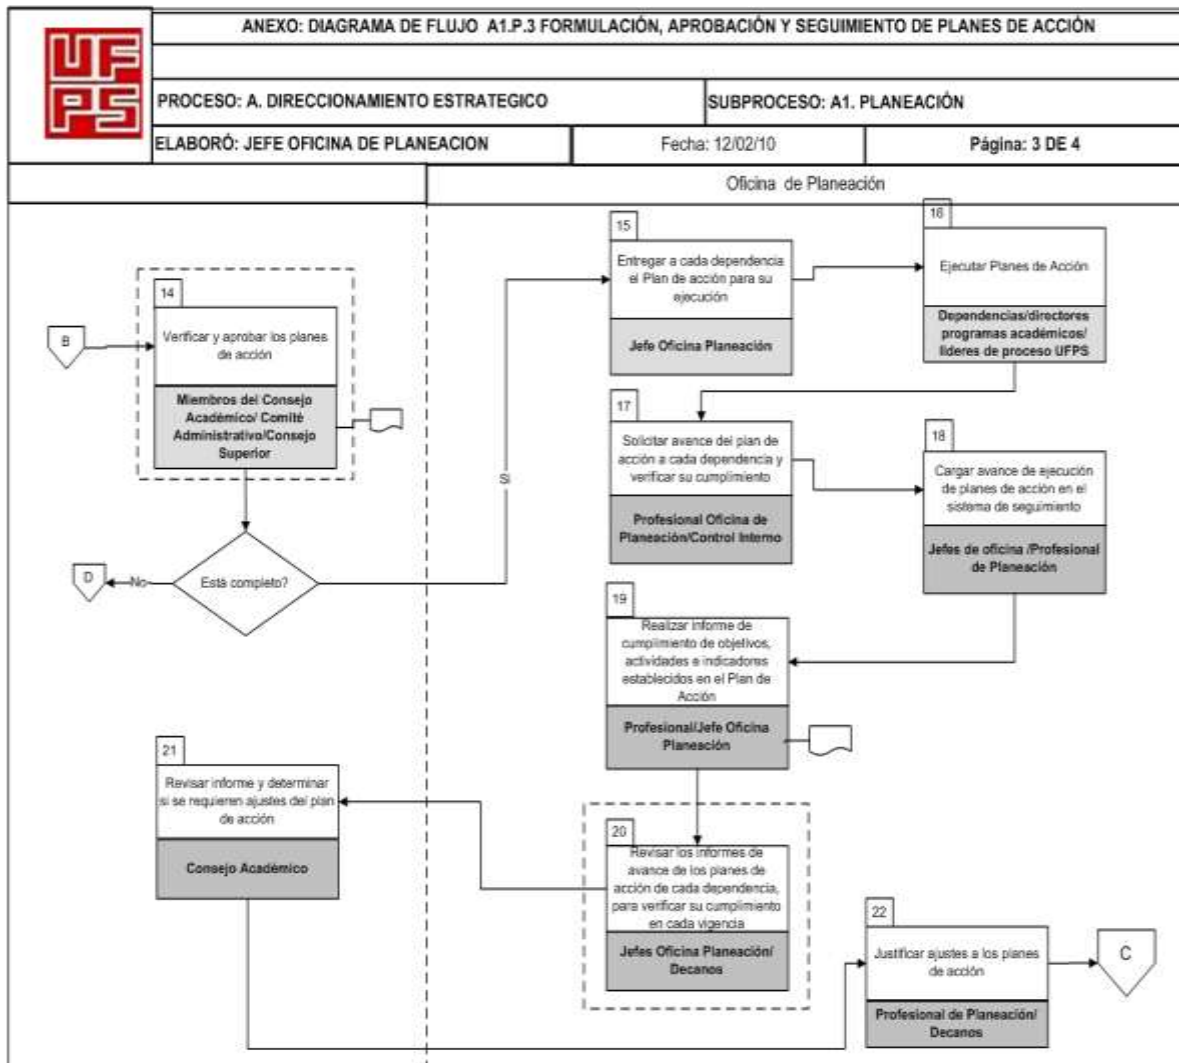 ANEXO: DIAGRAMA DE FLUJO A1.P.3 FORMULACIÓN, APROBACIÓN Y SEGUIMIENTO DE PLANES DE ACCIÓN
UF
PS
PROCESO: A. DIRECCIONAMIENTO ESTRATEGICO
SUBPROCESO: A1. PLANEACIÓN
ELABORÓ: JEFE OFICINA DE PLANEACION
Fecha: 12/02/10
Página: 3 DE 4
Oficina de Planeación
B
14
Verificar y aprobar los planes
de acción
Miembros del Consejo
Académico/ Comité
Administrativo/Consejo
Superior
Está completo?
No
D
Si
15
Entregar a cada dependencia
el Plan de acción para su
ejecución
Jefe Oficina Planeación
16
Ejecutar Planes de Acción
Dependencias/directores
programas académicos/
líderes de proceso UFPS
17
Solicitar avance del plan de
acción a cada dependencia y
verificar su cumplimiento
Profesional Oficina de
Planeación/Control Interno
18
Cargar avance de ejecución
de planes de acción en el
sistema de seguimiento
Jefes de oficina /Profesional
de Planeación
19
Realizar informe de
cumplimiento de objetivos,
actividades e indicadores
establecidos en el Plan de
Acción
Profesional/Jefe Oficina
Planeación
20
Revisar los informes de
avance de los planes de
acción de cada dependencia,
para verificar su cumplimiento
en cada vigencia
Jefes Oficina Planeación/
Decanos
21
Revisar informe y determinar
si se requieren ajustes del plan
de acción
Consejo Académico
22
Justificar ajustes a los planes
de acción
Profesional de Planeación/
Decanos
C